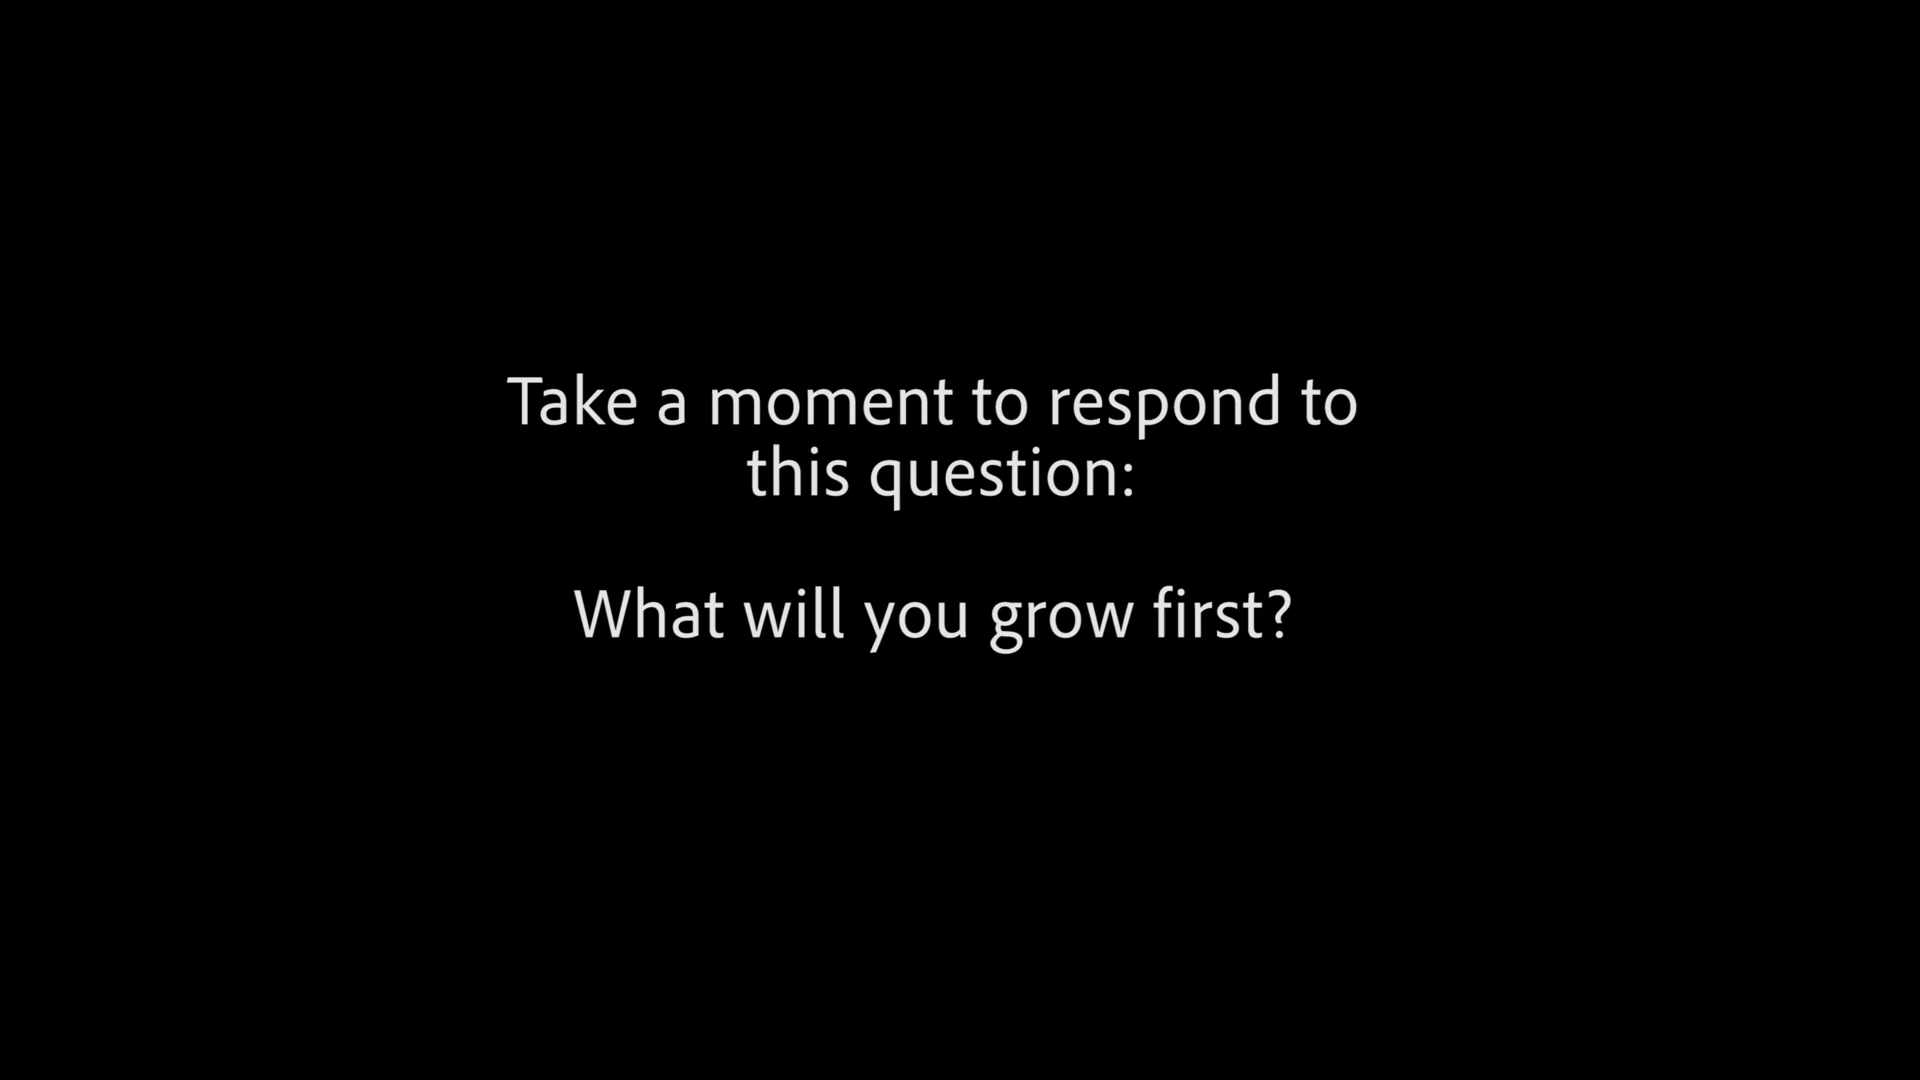 Take a moment to respond to
this question:
What will you grow first?